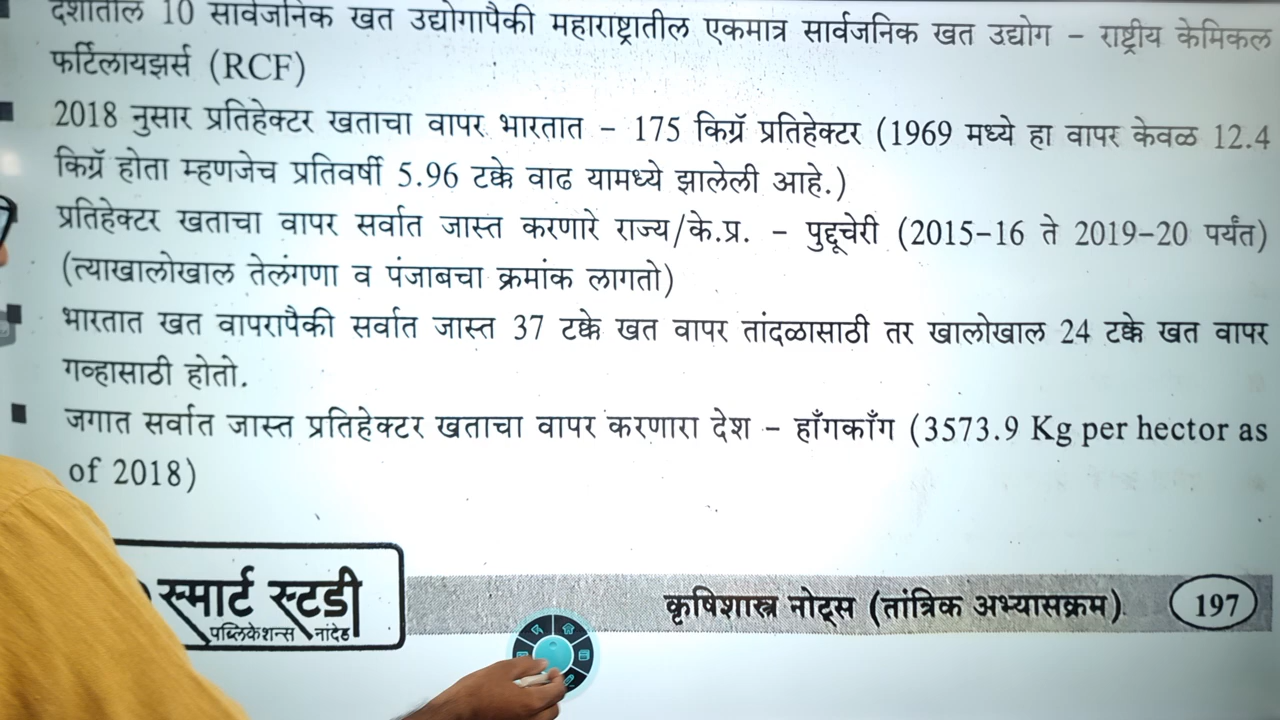 देशातील 10 सार्वजनिक खत उद्योगापैकी महाराष्ट्रातील एकमात्र सार्वजनिक खत उद्योग – राष्ट्रीय केमिकल
फर्टिलायझर्स (RCF)
2018 नुसार प्रतिहेक्टर खताचा वापर भारतात – 175 किग्रॅ प्रतिहेक्टर (1969 मध्ये हा वापर केवळ 12.4
किग्रॅ होता म्हणजेच प्रतिवर्षी 5.96 टक्के वाढ यामध्ये झालेली आहे.)
प्रतिहेक्टर खताचा वापर सर्वात जास्त करणारे राज्य/के.प्र. – पुद्दूचेरी (2015-16 ते 2019-20 पर्यंत)
(त्याखालोखाल तेलंगणा व पंजाबचा क्रमांक लागतो)
भारतात खत वापरापैकी सर्वात जास्त 37 टक्के खत वापर तांदळासाठी तर खालोखाल 24 टक्के खत वापर
गव्हासाठी होतो.
जगात सर्वात जास्त प्रतिहेक्टर खताचा वापर करणारा देश – हाँगकाँग (3573.9 Kg per hector as
of 2018)
स्मार्ट स्टडी
पब्लिकेशन्स नांदेड
कृषिशास्त्र नोट्स (तांत्रिक अभ्यासक्रम)
197